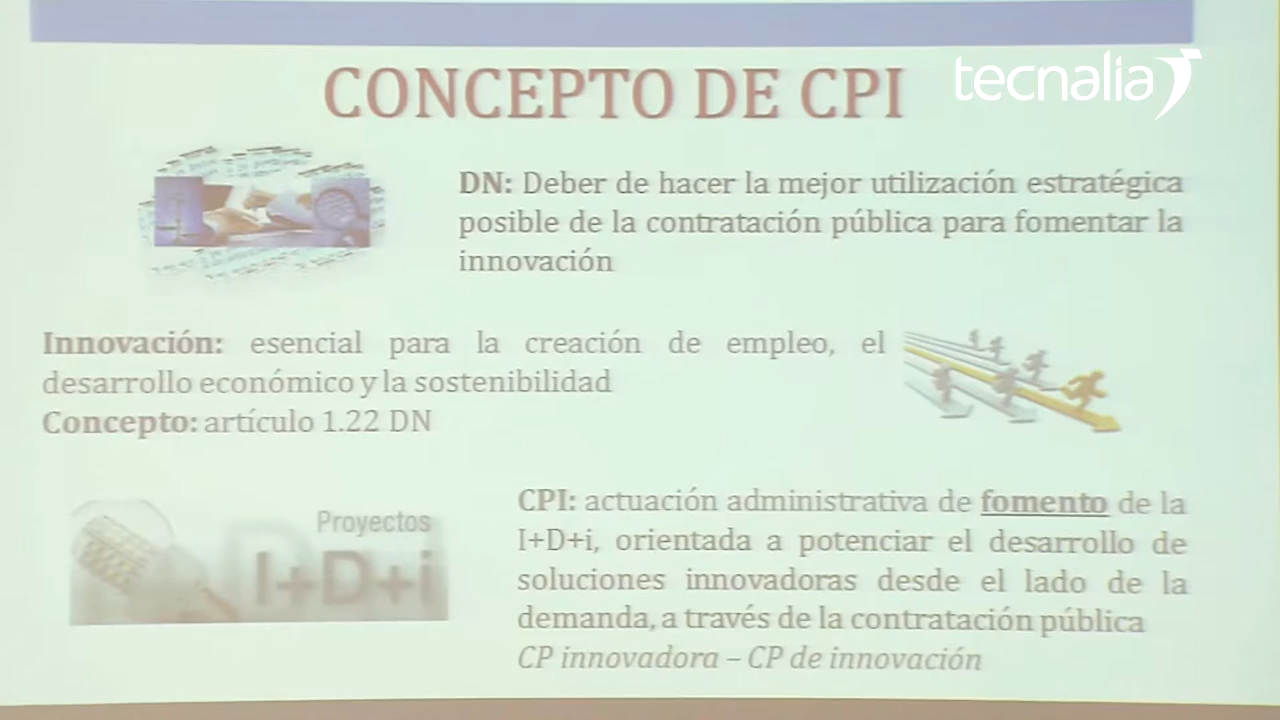 CONCEPTO DE CPI
tecnalia
DN: Deber de hacer la mejor utilización estratégica
posible de la contratación pública para fomentar la
innovación
Innovación: esencial para la creación de empleo, el
desarrollo económico y la sostenibilidad
Concepto: artículo 1.22 DN
Proyectos
I+D+i
CPI: actuación administrativa de fomento de la
I+D+i, orientada a potenciar el desarrollo de
soluciones innovadoras desde el lado de la
demanda, a través de la contratación pública
CP innovadora – CP de innovación